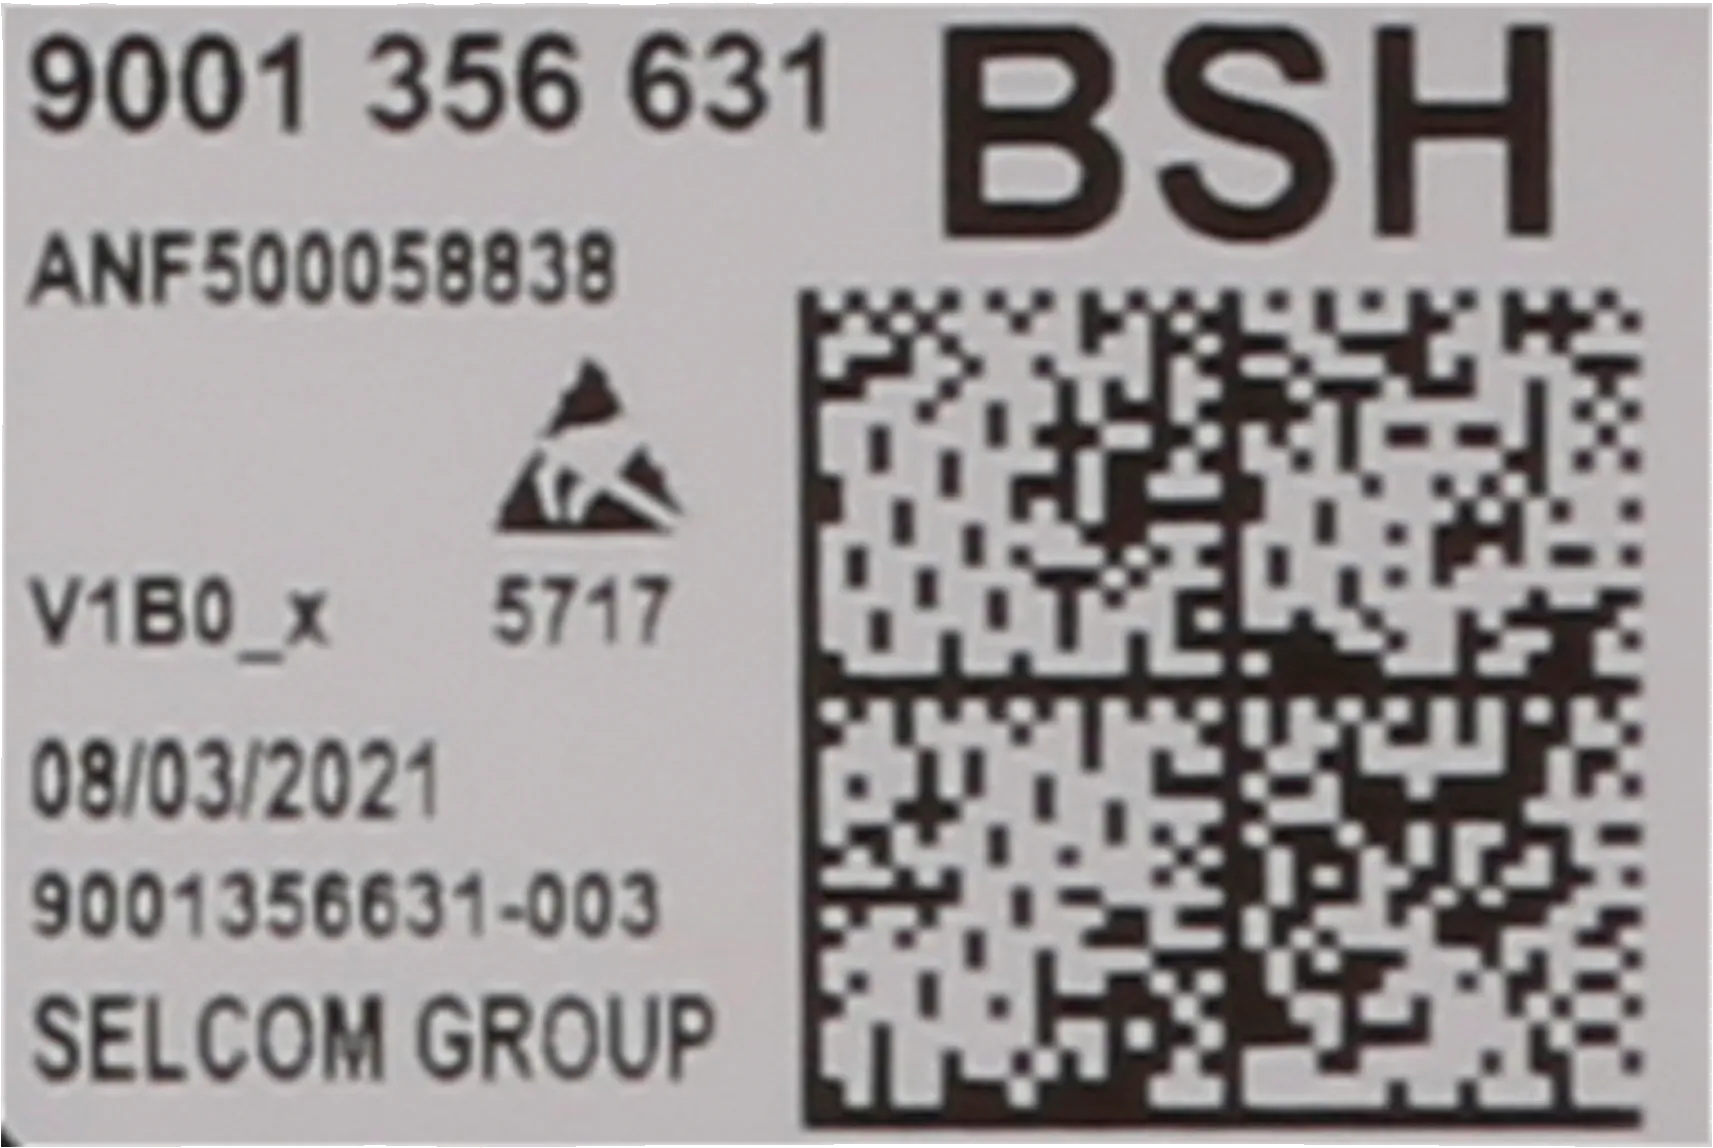 9001 356 631
BSH
ANF500058838
V1B0_x
5717
08/03/2021
9001356631-003
SELCOM GROUP